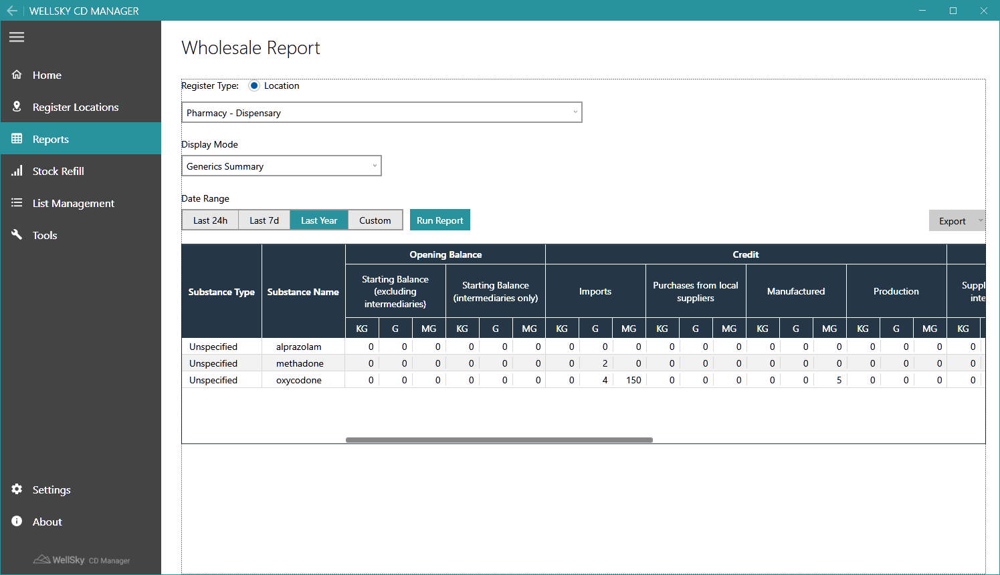 WELLSKY CD MANAGER
Home
Register Locations
Reports
Stock Refill
List Management
Tools
Settings
About
WellSky CD Manager
Wholesale Report
Register Type: Location
Pharmacy - Dispensary
Display Mode
Generics Summary
Date Range
Last 24h Last 7d Last Year Custom Run Report Export
Opening Balance Credit
Substance Type Substance Name
Starting Balance
(excluding
intermediaries)
Starting Balance
(intermediaries only)
Imports
Purchases from local
suppliers
Manufactured
Production
Suppl
inte
KG G MG KG G MG KG G MG KG G MG KG G MG KG G MG KG
Unspecified alprazolam 0 0 0 0 0 0 0 0 0 0 0 0 0 0 0 0 0 0 0
Unspecified methadone 0 0 0 0 0 0 0 2 0 0 0 0 0 0 0 0 0 0 0
Unspecified oxycodone 0 0 0 0 0 0 0 4 150 0 0 0 0 0 5 0 0 0 0